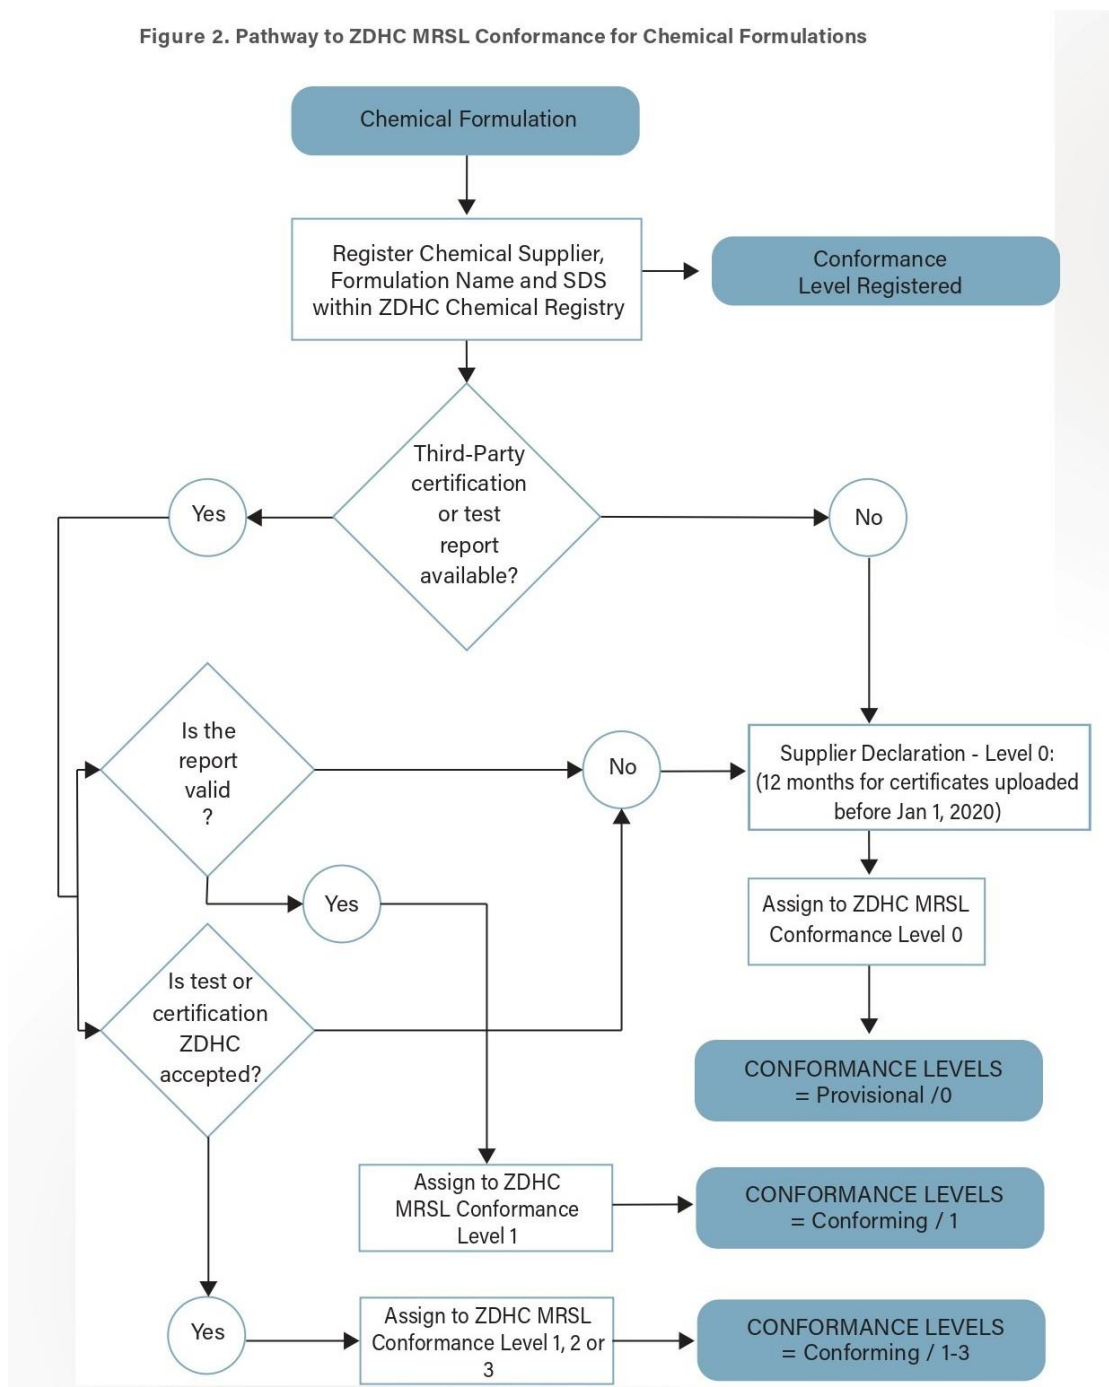 Figure 2. Pathway to ZDHC MRSL Conformance for Chemical Formulations
Chemical Formulation
Register Chemical Supplier,
Formulation Name and SDS
within ZDHC Chemical Registry
Conformance
Level Registered
Third-Party
certification
or test
report
available?
Yes
No
Is the
report
valid
?
No
Supplier Declaration - Level 0:
(12 months for certificates uploaded
before Jan 1, 2020)
Yes
Assign to ZDHC MRSL
Conformance Level 0
Is test or
certification
ZDHC
accepted?
CONFORMANCE LEVELS
= Provisional /0
Assign to ZDHC
MRSL Conformance
Level 1
CONFORMANCE LEVELS
= Conforming / 1
Yes
Assign to ZDHC MRSL
Conformance Level 1, 2 or
3
CONFORMANCE LEVELS
= Conforming / 1-3